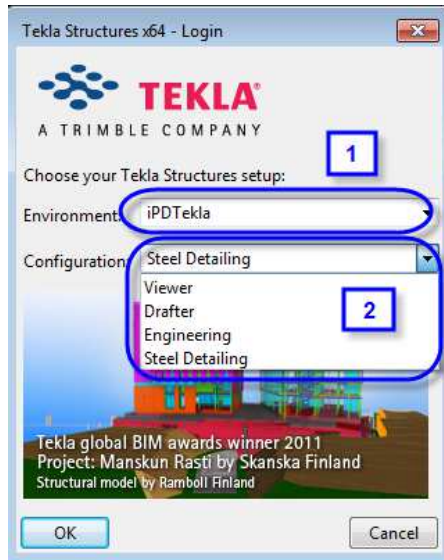 Tekla Structures x64 - Login
TEKLA®
A TRIMBLE COMPANY
1
Choose your Tekla Structures setup:
Environment: iPDTekla
Configuration: Steel Detailing
Viewer
Drafter
Engineering
Steel Detailing
2
Tekla global BIM awards winner 2011
Project: Manskun Rasti by Skanska Finland
Structural model by Ramboll Finland
OK Cancel